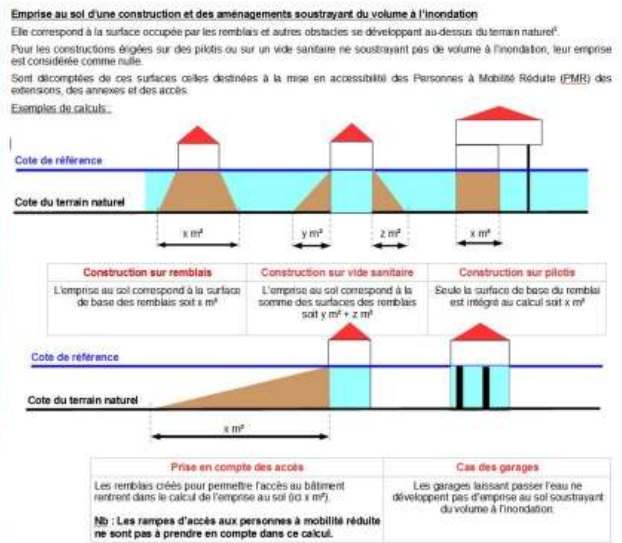 Emprise au sol d'une construction et des aménagements soustrayant du volume à l'inondation
Elle correspond à la surface occupée par les remblais et autres obstacles se développant au-dessus du terrain naturel².
Pour les constructions érigées sur des pilotis ou sur un vide sanitaire ne soustrayant pas de volume à l'inondation, leur emprise
est considérée comme nulle.
Sont décomptées de ces surfaces celles destinées à la mise en accessibilité des Personnes à Mobilité Réduite (PMR) des
extensions, des annexes et des accès.
Exemples de calculs :
Cote de référence
Cote du terrain naturel
x m² y m² z m² x m²
Construction sur remblais Construction sur vide sanitaire Construction sur pilotis
L'emprise au sol correspond à la surface L'emprise au sol correspond à la Seule la surface de base du remblai
de base des remblais soit x m² somme des surfaces des remblais est intégré au calcul soit x m²
soit y m² + z m²
Cote de référence
Cote du terrain naturel
x m²
Prise en compte des accès Cas des garages
Les remblais créés pour permettre l'accès au bâtiment Les garages laissant passer l'eau ne
rentrent dans le calcul de l'emprise au sol (ici x m²). développent pas d'emprise au sol soustrayant
du volume à l'inondation.
Nb : Les rampes d'accès aux personnes à mobilité réduite
ne sont pas à prendre en compte dans ce calcul.